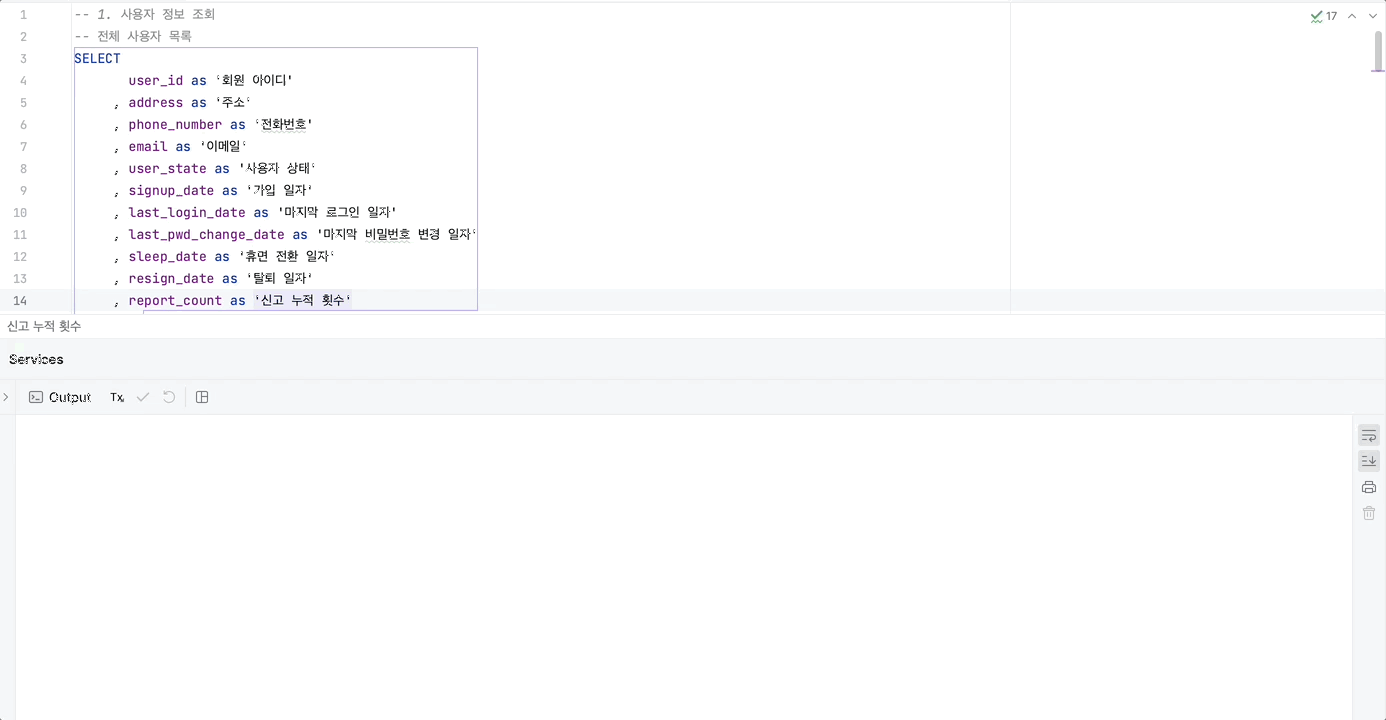 1 -- 1. 사용자 정보 조회
2 -- 전체 사용자 목록
3 SELECT
4 user_id as '회원 아이디'
5 , address as '주소'
6 , phone_number as '전화번호'
7 , email as '이메일'
8 , user_state as '사용자 상태'
9 , signup_date as '가입 일자'
10 , last_login_date as '마지막 로그인 일자'
11 , last_pwd_change_date as '마지막 비밀번호 변경 일자'
12 , sleep_date as '휴면 전환 일자'
13 , resign_date as '탈퇴 일자'
14 , report_count as '신고 누적 횟수'
17
신고 누적 횟수
Services
Output Tx